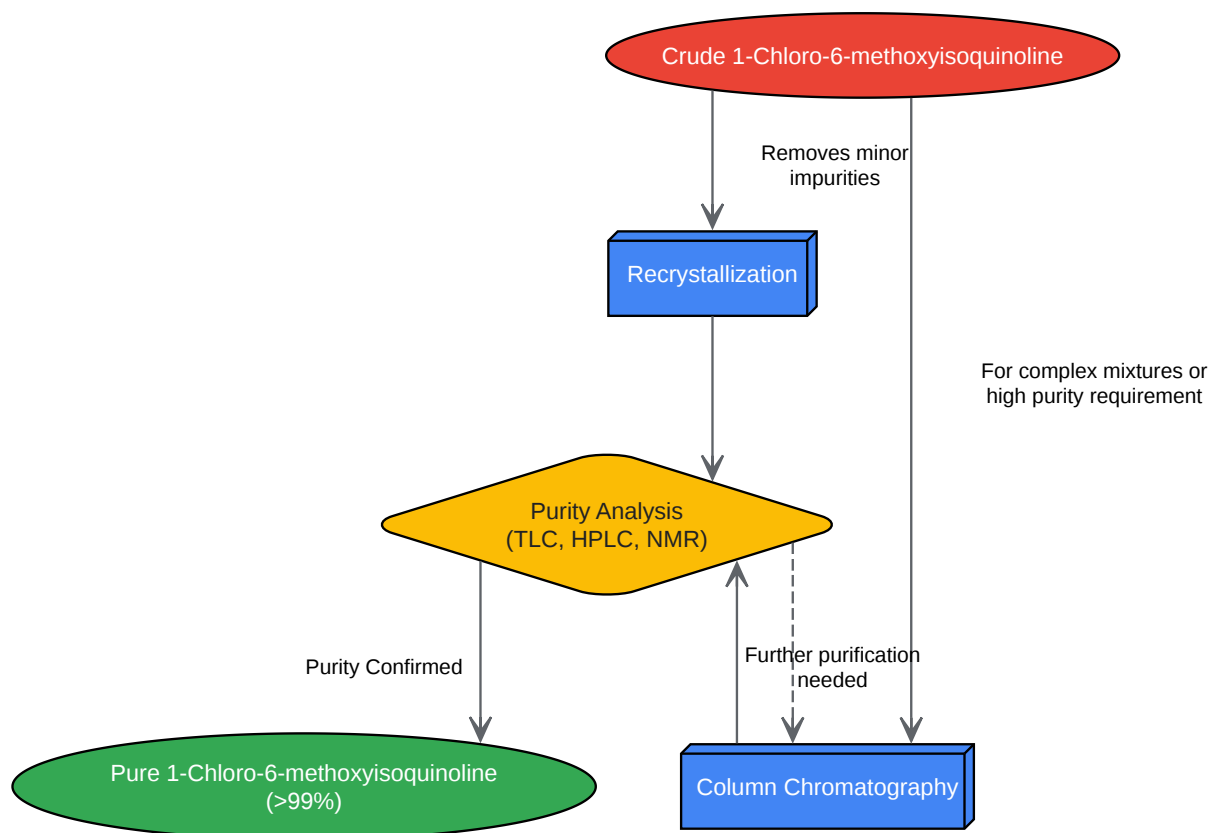 Crude 1-Chloro-6-methoxyisoquinoline
Removes minor
impurities
Recrystallization
For complex mixtures or
high purity requirement
Purity Analysis
(TLC, HPLC, NMR)
Purity Confirmed
Further purification
needed
Pure 1-Chloro-6-methoxyisoquinoline
(>99%)
Column Chromatography